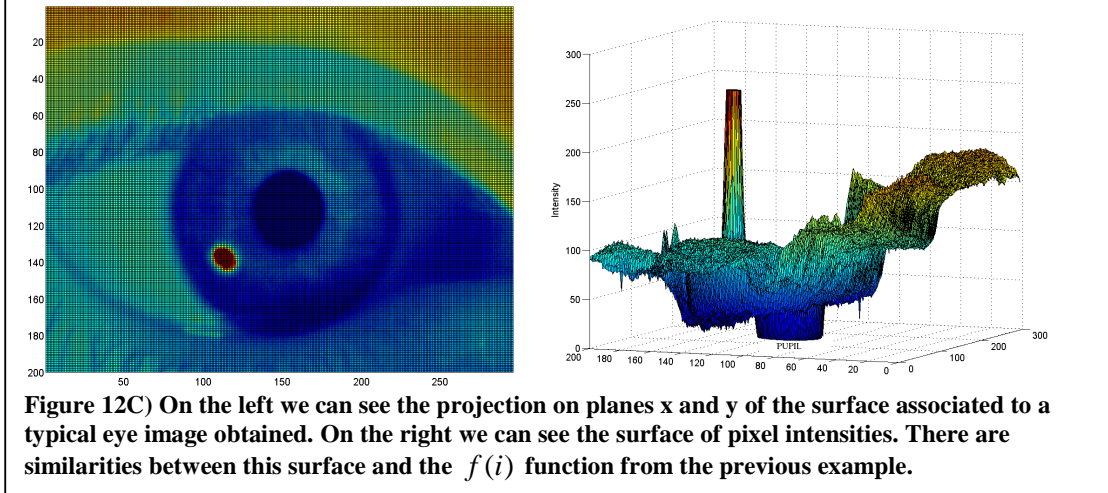 20
40
60
80
100
120
140
160
180
200
50 100 150 200 250
300
250
200
150
100
50
0
Intensity
PUPIL
200 180 160 140 120 100 80 60 40 20 0
0 100 200 300
Figure 12C) On the left we can see the projection on planes x and y of the surface associated to a
typical eye image obtained. On the right we can see the surface of pixel intensities. There are
similarities between this surface and the f(i) function from the previous example.